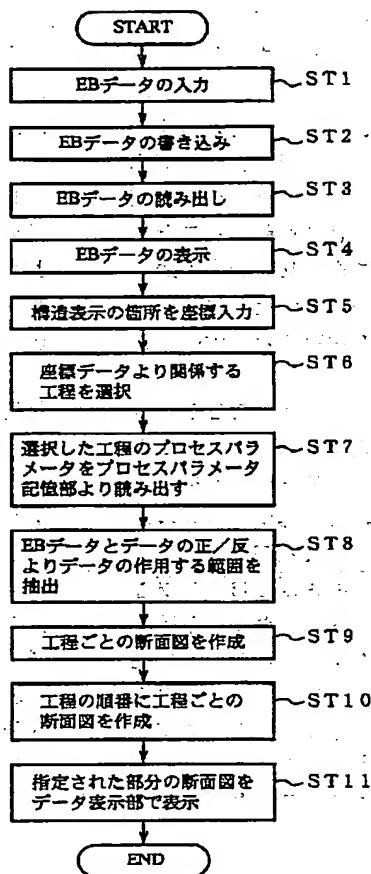 START
EBデータの入力 ST1
EBデータの書き込み ST2
EBデータの読み出し ST3
EBデータの表示 ST4
構造表示の箇所を座標入力 ST5
座標データより関係する ST6
工程を選択
選択した工程のプロセスパラ ST7
メータをプロセスパラメータ
記憶部より読み出す
EBデータとデータの正/反 ST8
よりデータの作用する範囲を
抽出
工程ごとの断面図を作成 ST9
工程の順番に工程ごとの ST10
断面図を作成
指定された部分の断面図を ST11
データ表示部で表示
END